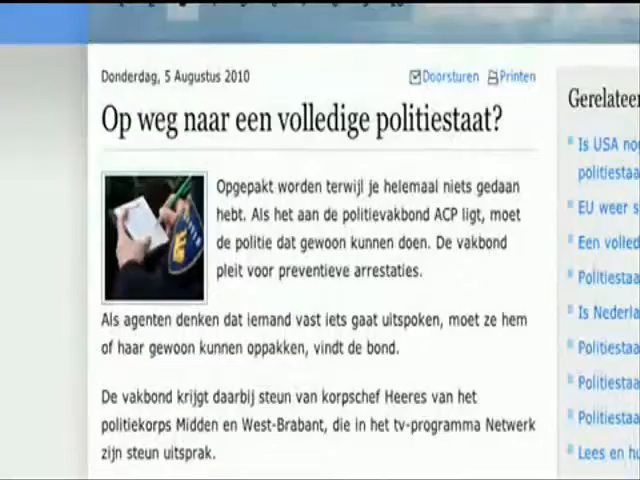 Donderdag, 5 Augustus 2010
Doorsturen Printen
Op weg naar een volledige politiestaat?
Opgepakt worden terwijl je helemaal niets gedaan
hebt. Als het aan de politievakbond ACP ligt, moet
de politie dat gewoon kunnen doen. De vakbond
pleit voor preventieve arrestaties.
Als agenten denken dat iemand vast iets gaat uitspoken, moet ze hem
of haar gewoon kunnen oppakken, vindt de bond.
De vakbond krijgt daarbij steun van korpschef Heeres van het
politiekorps Midden en West-Brabant, die in het tv-programma Netwerk
zijn steun uitsprak.
Gerelateer
Is USA no
politiestaa
EU weer s
Een volled
Politiestaa
Is Nederla
Politiestaa
Politiestaa
Politiestaa
Lees en hu